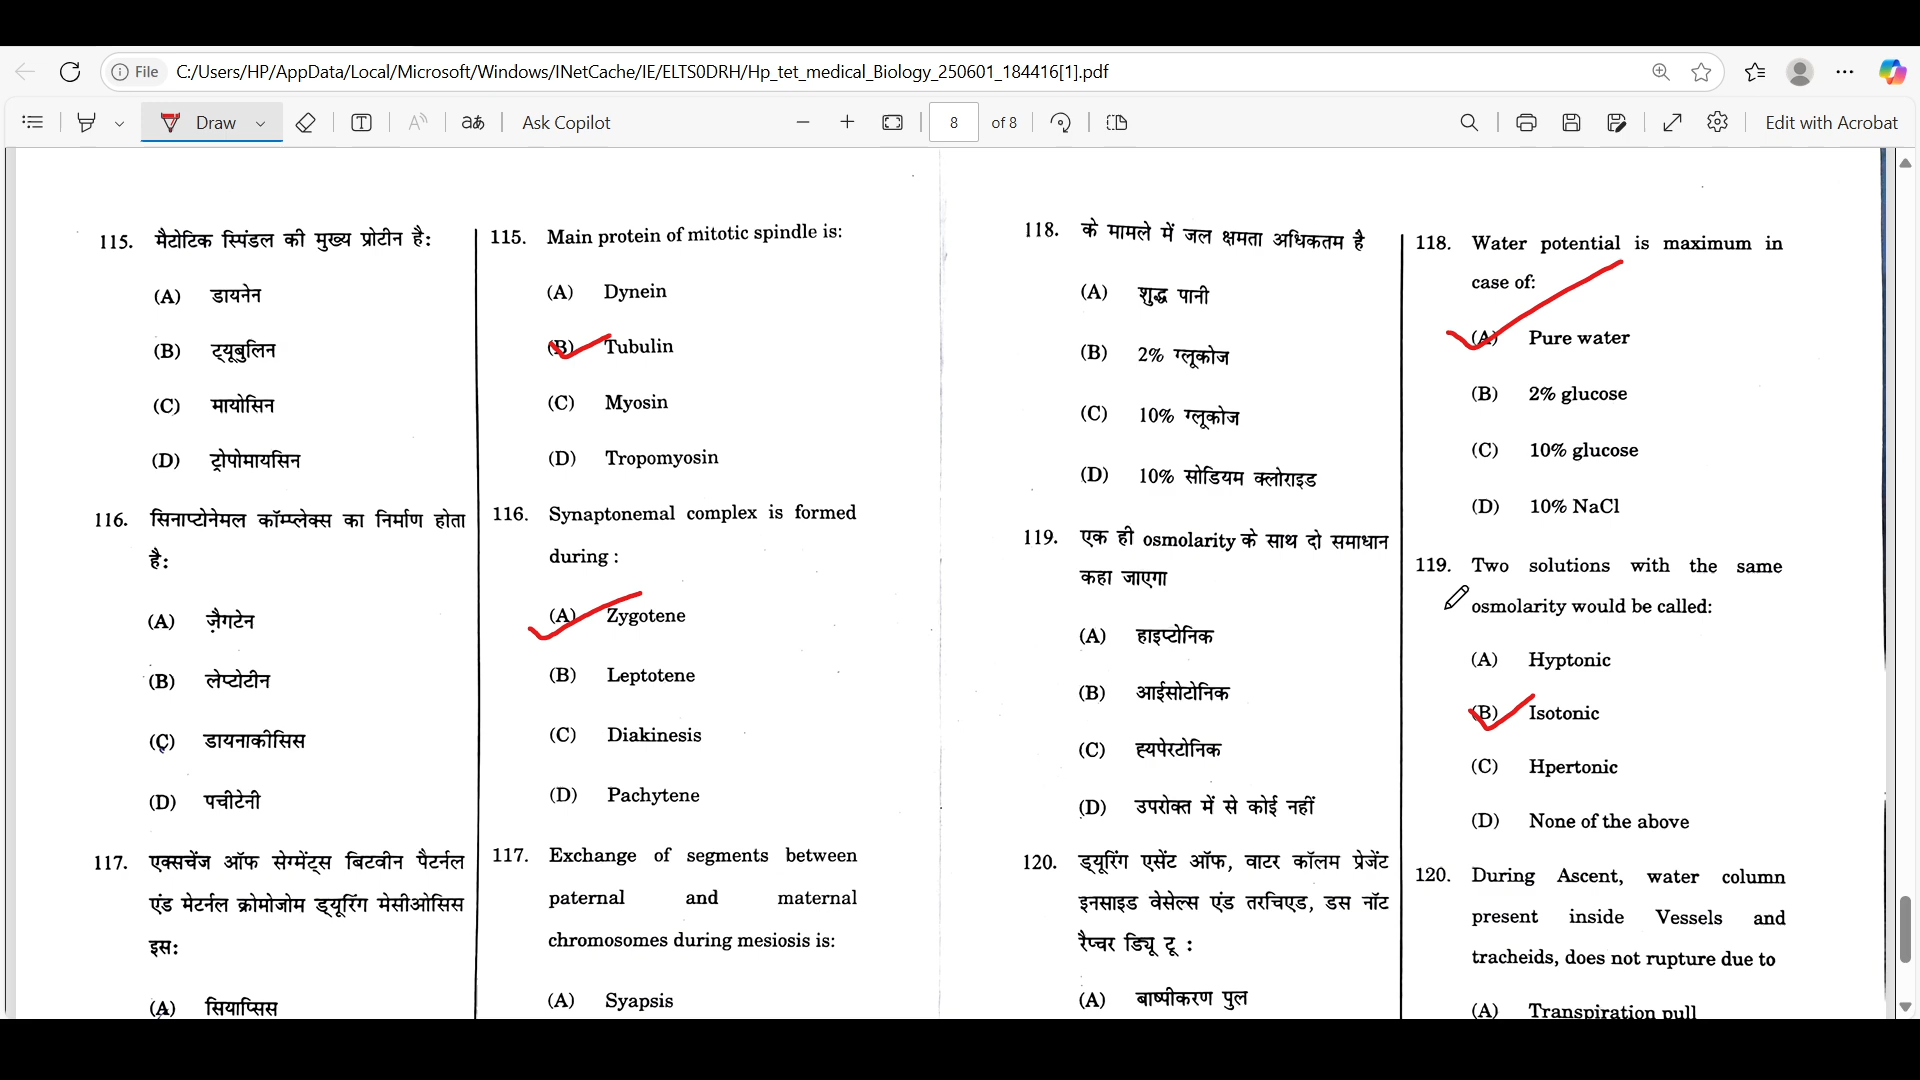 File
C:/Users/HP/AppData/Local/Microsoft/Windows/INetCache/IE/ELTS0DRH/Hp_tet_medical_Biology_250601_184416[1].pdf
Draw
Ask Copilot
8 of 8
Edit with Acrobat
115. मैटोटिक स्पिंडल की मुख्य प्रोटीन है:
(A) डायनेन
(B) ट्यूबुलिन
(C) मायोसिन
(D) ट्रोपोमायसिन
116. सिनाप्टोनेमल कॉम्प्लेक्स का निर्माण होता
है:
(A) ज़ैगटेन
(B) लेप्टोटीन
(C) डायनाकीसिस
(D) पचीटेनी
117. एक्सचेंज ऑफ सेग्मेंट्स बिटवीन पैटर्नल
एंड मेटर्नल क्रोमोजोम ड्यूरिंग मेसीओसिस
इस:
(A) सियाप्सिस
115. Main protein of mitotic spindle is:
(A) Dynein
(B) Tubulin
(C) Myosin
(D) Tropomyosin
116. Synaptonemal complex is formed
during :
(A) Zygotene
(B) Leptotene
(C) Diakinesis
(D) Pachytene
117. Exchange of segments between
paternal and maternal
chromosomes during mesiosis is:
(A) Syapsis
118. के मामले में जल क्षमता अधिकतम है
(A) शुद्ध पानी
(B) 2% ग्लूकोज
(C) 10% ग्लूकोज
(D) 10% सोडियम क्लोराइड
119. एक ही osmolarity के साथ दो समाधान
कहा जाएगा
(A) हाइप्टोनिक
(B) आईसोटोनिक
(C) ह्यपेरटोनिक
(D) उपरोक्त में से कोई नहीं
120. ड्यूरिंग एसेंट ऑफ, वाटर कॉलम प्रेजेंट
इनसाइड वेसेल्स एंड तरचिएड, डस नॉट
रैप्चर डियू टू :
(A) बाष्पीकरण पुल
118. Water potential is maximum in
case of:
(A) Pure water
(B) 2% glucose
(C) 10% glucose
(D) 10% NaCl
119. Two solutions with the same
osmolarity would be called:
(A) Hyptonic
(B) Isotonic
(C) Hpertonic
(D) None of the above
120. During Ascent, water column
present inside Vessels and
tracheids, does not rupture due to
(A) Transpiration pull